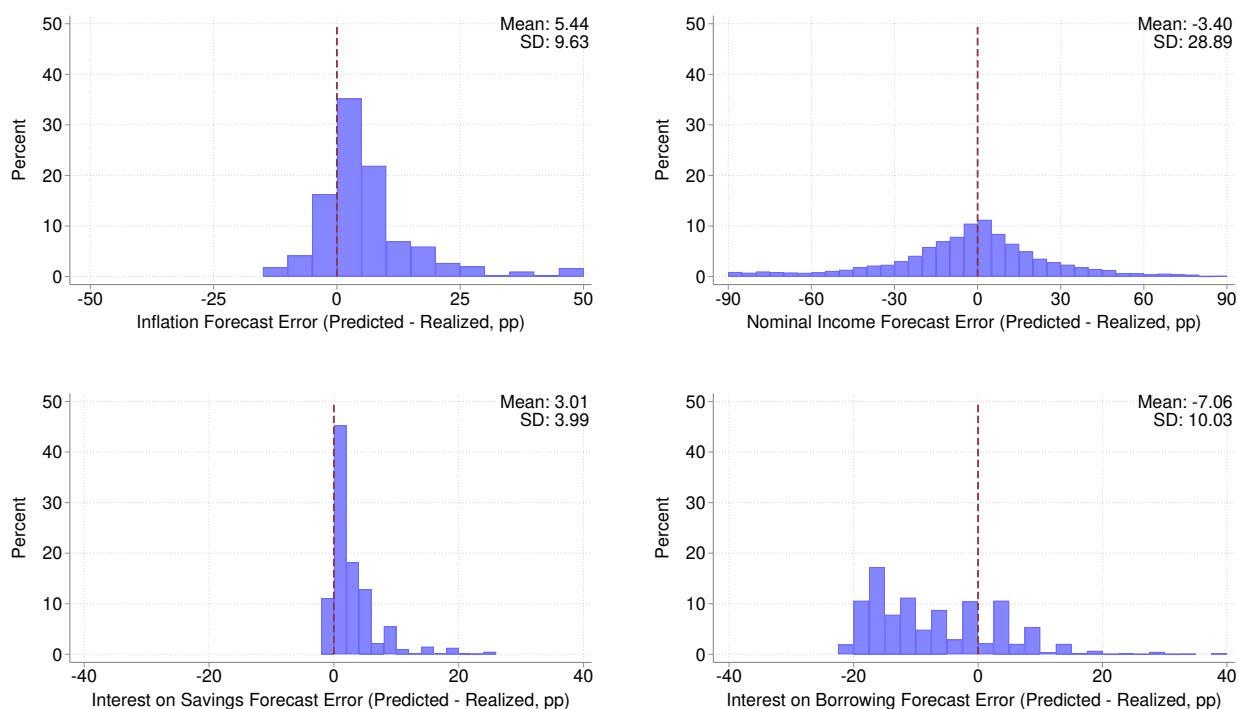 Mean: 5.44
SD: 9.63
50
40
30
20
10
0
Percent
-50 -25 0 25 50
Inflation Forecast Error (Predicted - Realized, pp)
Mean: -3.40
SD: 28.89
50
40
30
20
10
0
Percent
-90 -60 -30 0 30 60 90
Nominal Income Forecast Error (Predicted - Realized, pp)
Mean: 3.01
SD: 3.99
50
40
30
20
10
0
Percent
-40 -20 0 20 40
Interest on Savings Forecast Error (Predicted - Realized, pp)
Mean: -7.06
SD: 10.03
50
40
30
20
10
0
Percent
-40 -20 0 20 40
Interest on Borrowing Forecast Error (Predicted - Realized, pp)